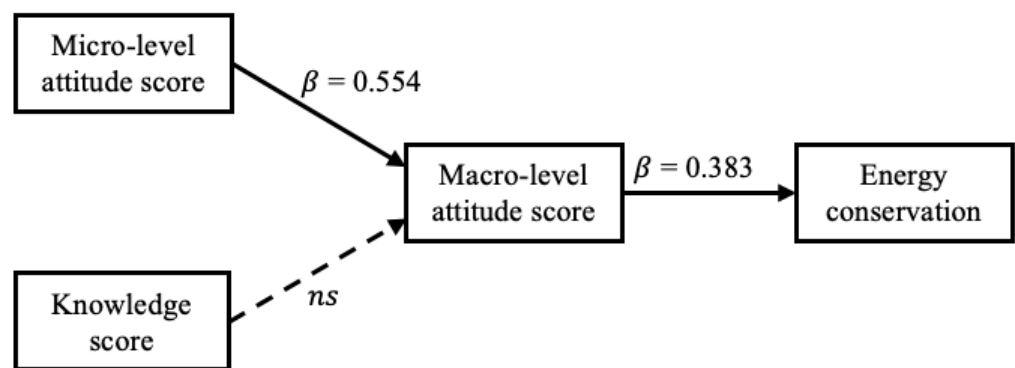 Micro-level
attitude score
β = 0.554
Macro-level
attitude score
β = 0.383
Energy
conservation
ns
Knowledge
score